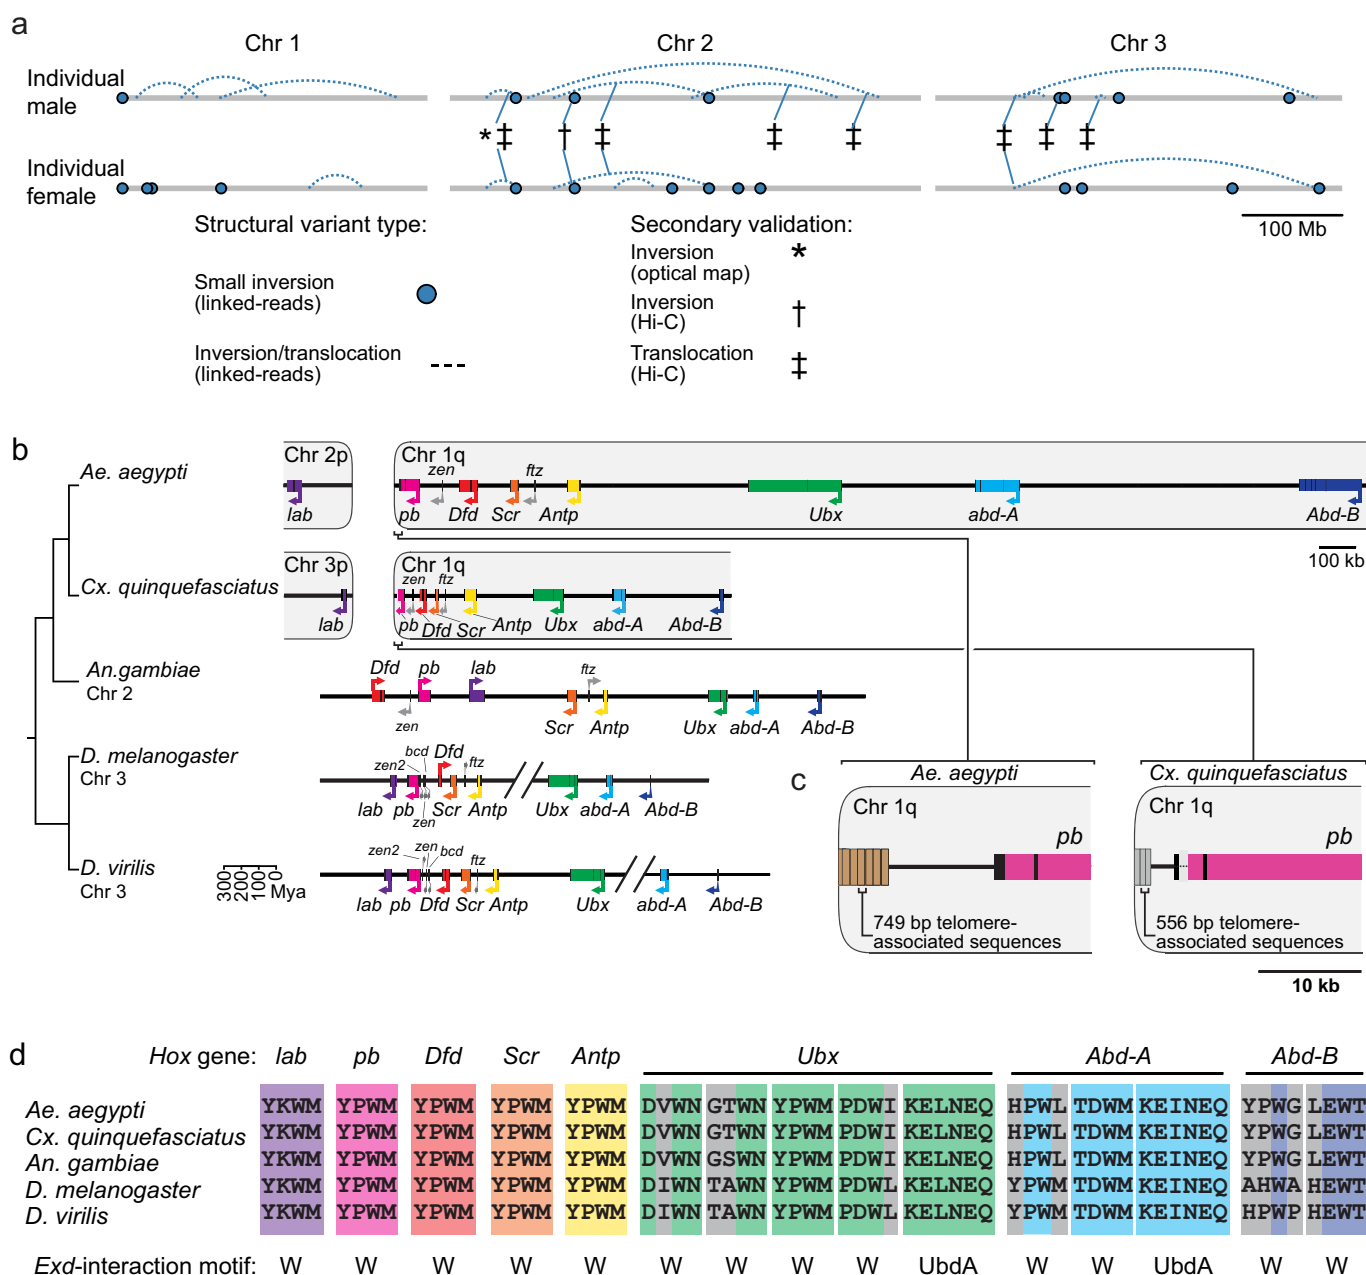 a
Chr 1 Chr 2 Chr 3
Individual male
* ‡ † ‡ ‡ ‡ ‡ ‡ ‡
Individual female
100 Mb
Structural variant type:
Small inversion (linked-reads)
Inversion/translocation (linked-reads)
Secondary validation:
Inversion (optical map) *
Inversion (Hi-C) †
Translocation (Hi-C) ‡
b
Ae. aegypti
Chr 2p
lab
Chr 1q
zen ftz
pb Dfd Scr Antp Ubx abd-A Abd-B
100 kb
Cx. quinquefasciatus
Chr 3p
lab
Chr 1q
zen ftz
pb Dfd Scr Antp Ubx abd-A Abd-B
An.gambiae
Chr 2
Dfd pb lab ftz
zen Scr Antp Ubx abd-A Abd-B
D. melanogaster
Chr 3
zen2 bcd Dfd ftz
lab pb zen Scr Antp Ubx abd-A Abd-B
D. virilis
Chr 3
zen2 zen bcd ftz
lab pb Dfd Scr Antp Ubx abd-A Abd-B
300 200 100 0 Mya
c
Ae. aegypti
Chr 1q
pb
749 bp telomere-
associated sequences
Cx. quinquefasciatus
Chr 1q
pb
556 bp telomere-
associated sequences
10 kb
d
Hox gene: lab pb Dfd Scr Antp Ubx Abd-A Abd-B
Ae. aegypti YKWM YPWM YPWM YPWM YPWM DVWN GTWN YPWM PDWI KELNEQ HPWL TDWM KEINEQ YPWG LEWT
Cx. quinquefasciatus YKWM YPWM YPWM YPWM YPWM DVWN GTWN YPWM PDWI KELNEQ HPWL TDWM KEINEQ YPWG LEWT
An. gambiae YKWM YPWM YPWM YPWM YPWM DVWN GSWN YPWM PDWI KELNEQ HPWL TDWM KEINEQ YPWG LEWT
D. melanogaster YKWM YPWM YPWM YPWM YPWM DIWN TAWN YPWM PDWL KELNEQ YPWM TDWM KEINEQ AHWA HEWT
D. virilis YKWM YPWM YPWM YPWM YPWM DIWN TAWN YPWM PDWL KELNEQ YPWM TDWM KEINEQ HPWP HEWT
Exd-interaction motif: W W W W W W W W W UbdA W W UbdA W W